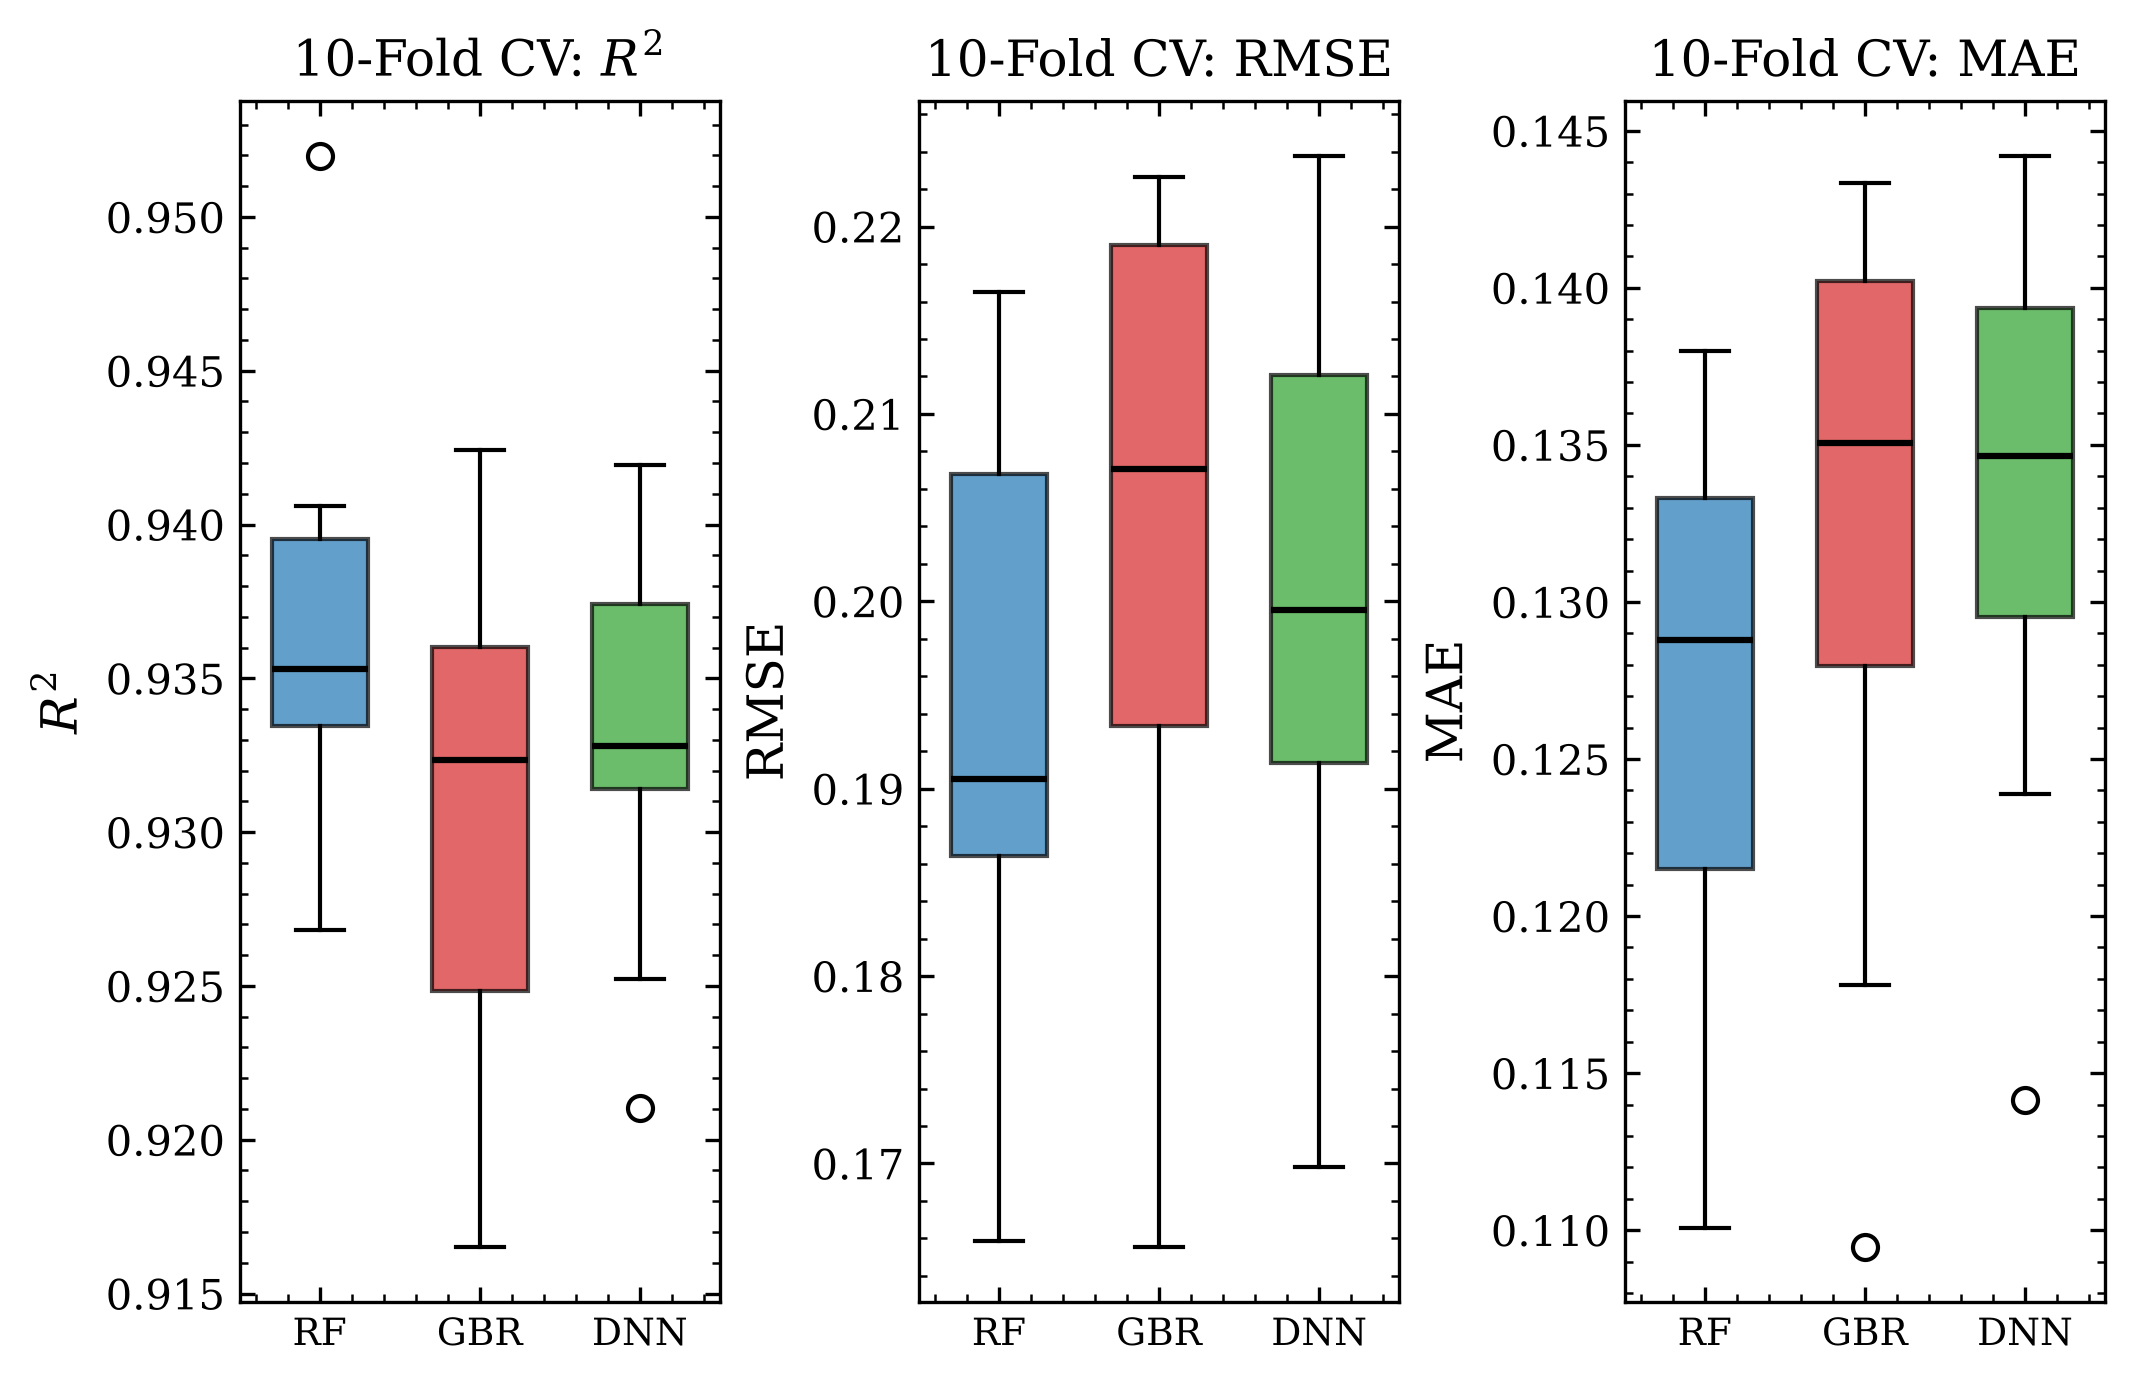 10-Fold CV: R²
R²
0.950
0.945
0.940
0.935
0.930
0.925
0.920
0.915
RF GBR DNN
10-Fold CV: RMSE
RMSE
0.22
0.21
0.20
0.19
0.18
0.17
RF GBR DNN
10-Fold CV: MAE
MAE
0.145
0.140
0.135
0.130
0.125
0.120
0.115
0.110
RF GBR DNN